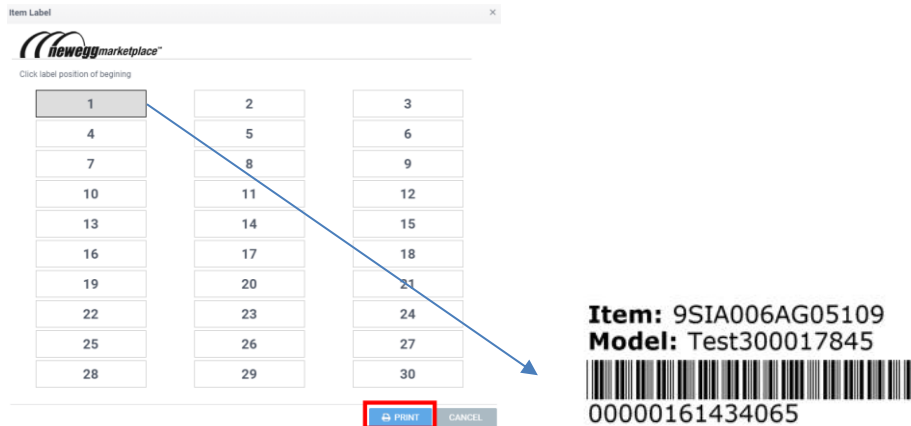 Item Label ×
neweggmarketplace™
Click label position of begining
1 2 3
4 5 6
7 8 9
10 11 12
13 14 15
16 17 18
19 20 21
22 23 24
25 26 27
28 29 30
PRINT CANCEL
Item: 9SIA006AG05109
Model: Test300017845
00000161434065